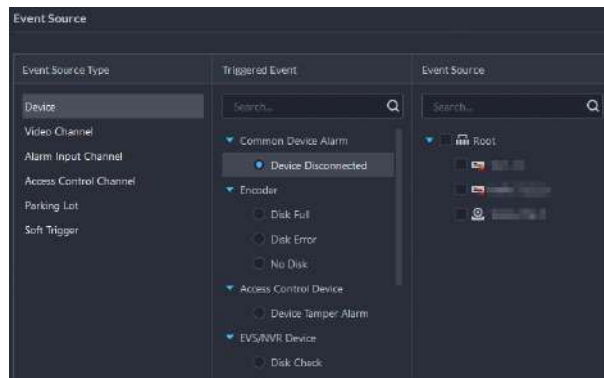 Event Source
Event Source Type
Device
Video Channel
Alarm Input Channel
Access Control Channel
Parking Lot
Soft Trigger
Triggered Event
Search...
Common Device Alarm
Device Disconnected
Encoder
Disk Full
Disk Error
No Disk
Access Control Device
Device Tamper Alarm
EVS/NVR Device
Disk Check
Event Source
Search...
Root